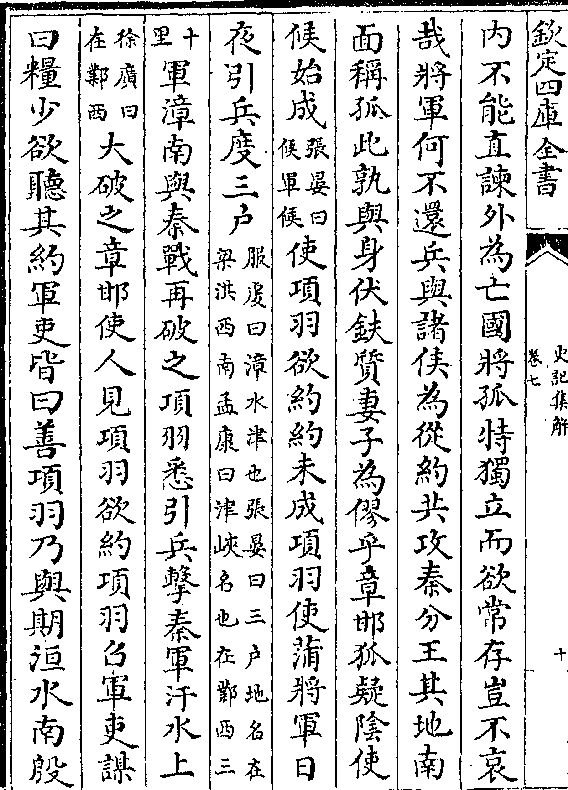 欽定四庫全書
史記集解
卷七
十
內不能直諫外為亡國將孤特獨立而欲常存豈不哀
哉將軍何不還兵與諸侯為從約共攻秦分王其地南
面稱孤此孰與身伏鈇質妻子為僇乎章邯狐疑陰使
候始成張晏曰候軍候使項羽欲約約未成項羽使蒲將軍日
夜引兵度三户服虔曰漳水津也張晏曰三户地名在梁淇西南孟康曰津峽名也在鄴西三
十里軍漳南與秦戰再破之項羽悉引兵擊秦軍汙水上
徐廣曰在鄴西大破之章邯使人見項羽欲約項羽召軍吏謀
曰糧少欲聽其約軍吏皆曰善項羽乃與期洹水南殷